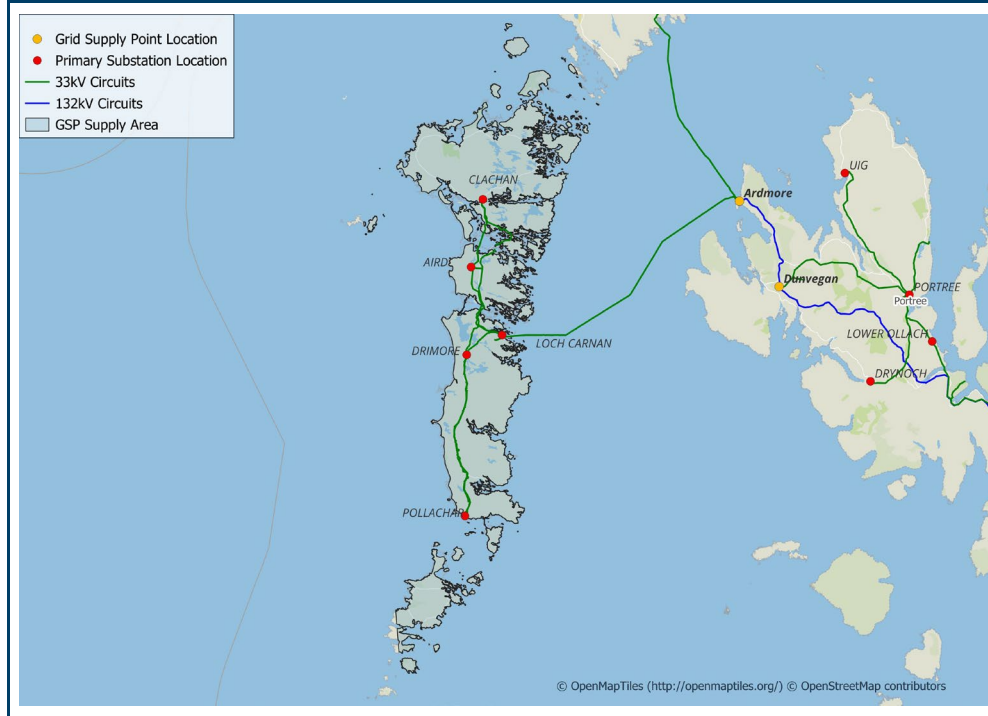 Grid Supply Point Location
Primary Substation Location
33kV Circuits
132kV Circuits
GSP Supply Area
CLACHAN
UIG
Ardmore
AIRD
Dunvegan
PORTREE
Portree
LOCH CARNAN
LOWER OLLACH
DRIMORE
DRYNOCH
POLLACHAR
© OpenMapTiles (http://openmaptiles.org/) © OpenStreetMap contributors